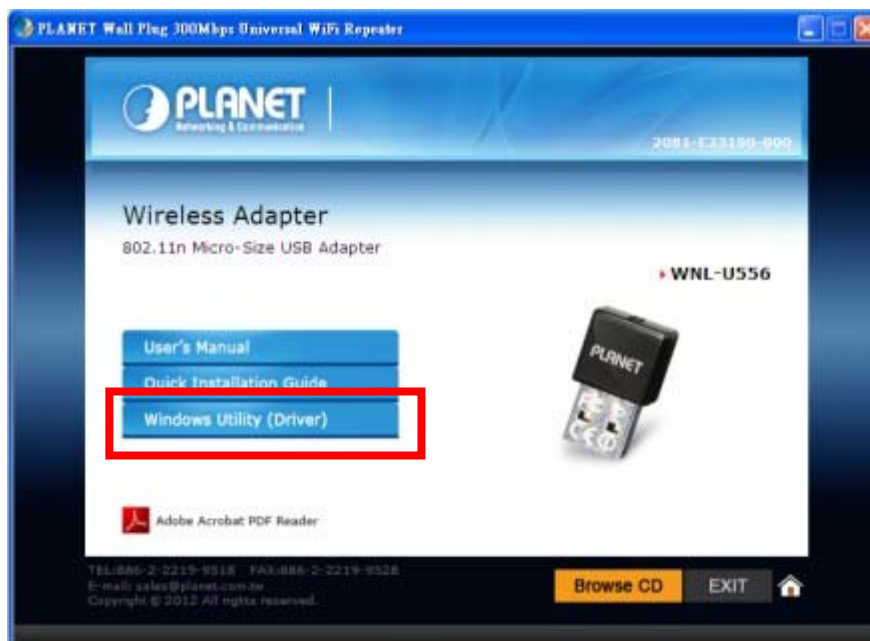 PLANET Wall Plug 300Mbps Universal WiFi Repeater
PLANET
Networking & Communication
2081-E23190-000
Wireless Adapter
802.11n Micro-Size USB Adapter
WNL-U556
PLANET
User's Manual
Quick Installation Guide
Windows Utility (Driver)
Adobe Acrobat PDF Reader
TEL:886-2-2219-9518 FAX:886-2-2219-9528
E-mail: sales@planet.com.tw
Copyright © 2012 All rights reserved.
Browse CD
EXIT